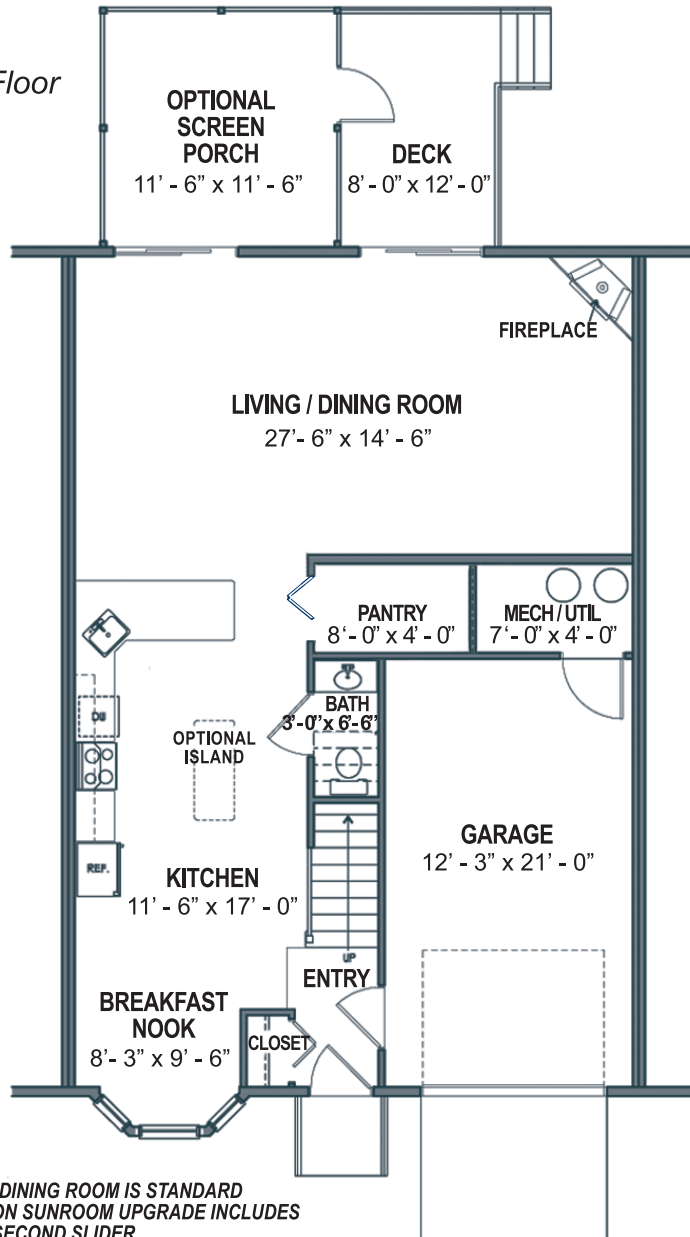 Floor
OPTIONAL
SCREEN
PORCH
11' - 6” x 11' - 6”
DECK
8' - 0” x 12' - 0”
FIREPLACE
LIVING / DINING ROOM
27'- 6” x 14' - 6”
PANTRY
8'- 0” x 4' - 0”
MECH / UTIL
7'- 0” x 4' - 0”
BATH
3'-0”x 6'-6”
DW
OPTIONAL
ISLAND
REF.
KITCHEN
11' - 6” x 17' - 0”
GARAGE
12' - 3” x 21' - 0”
UP
ENTRY
BREAKFAST
NOOK
8'- 3” x 9' - 6”
CLOSET
DINING ROOM IS STANDARD
ON SUNROOM UPGRADE INCLUDES
SECOND SLIDER